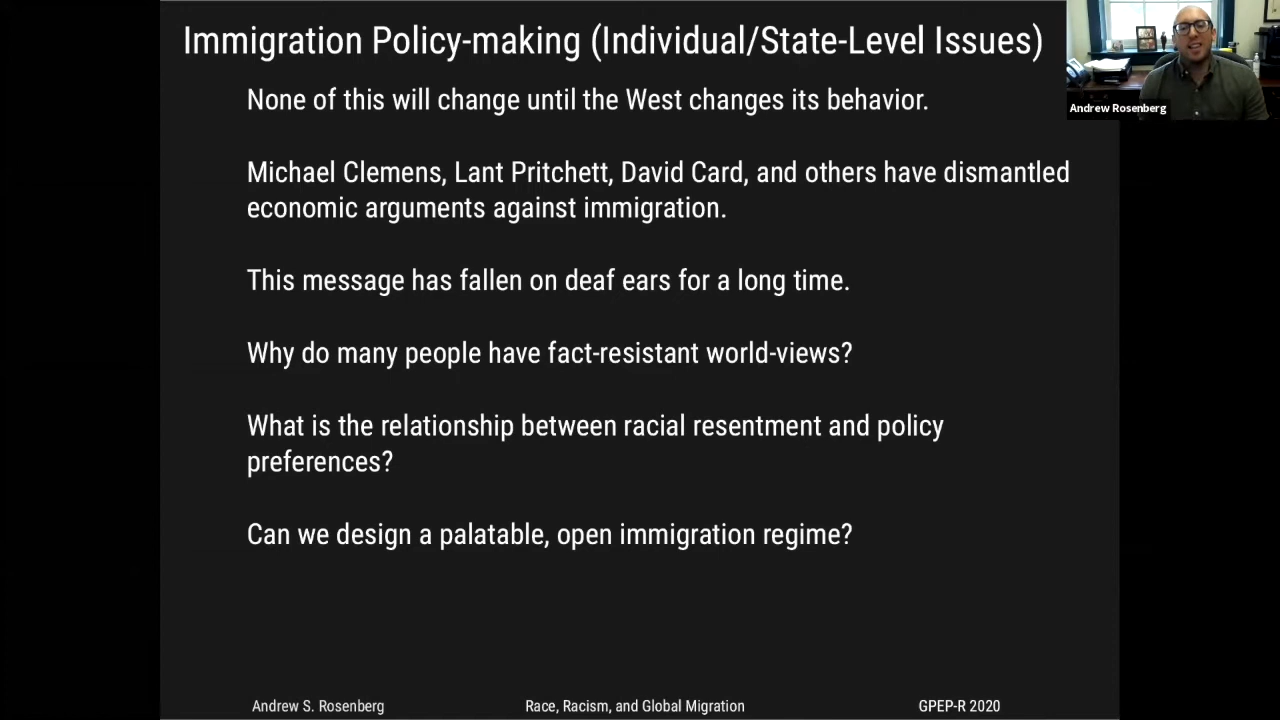 Immigration Policy-making (Individual/State-Level Issues)
Andrew Rosenberg
None of this will change until the West changes its behavior.
Michael Clemens, Lant Pritchett, David Card, and others have dismantled
economic arguments against immigration.
This message has fallen on deaf ears for a long time.
Why do many people have fact-resistant world-views?
What is the relationship between racial resentment and policy
preferences?
Can we design a palatable, open immigration regime?
Andrew S. Rosenberg
Race, Racism, and Global Migration
GPEP-R 2020